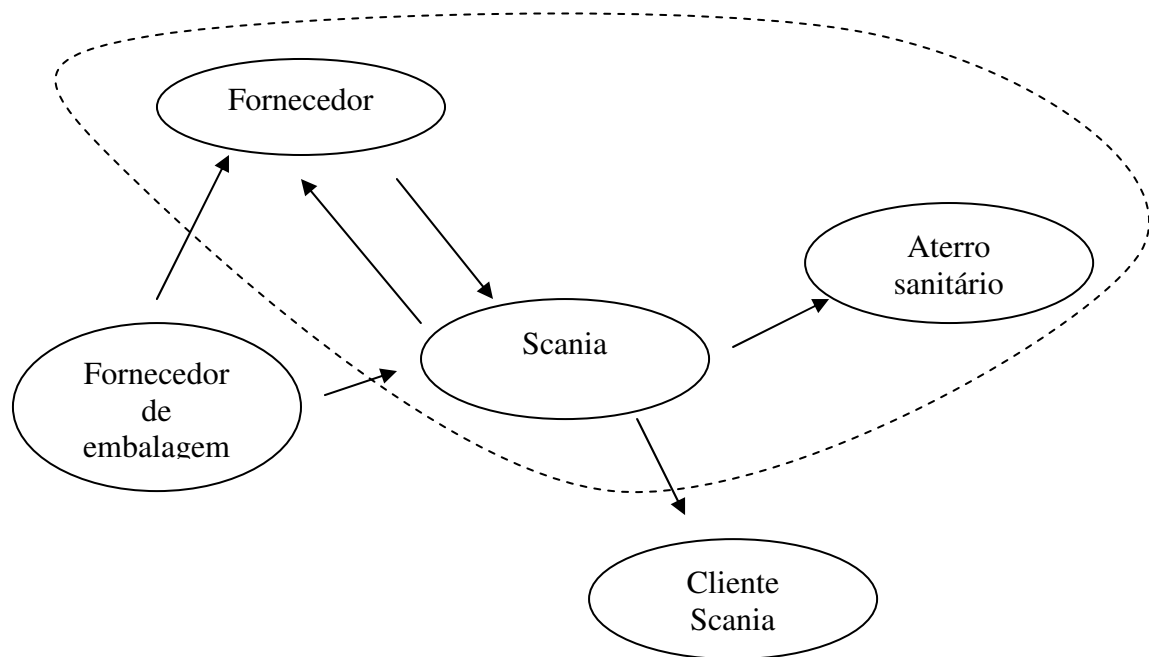 Fornecedor
Aterro
sanitário
Scania
Fornecedor
de
embalagem
Cliente
Scania